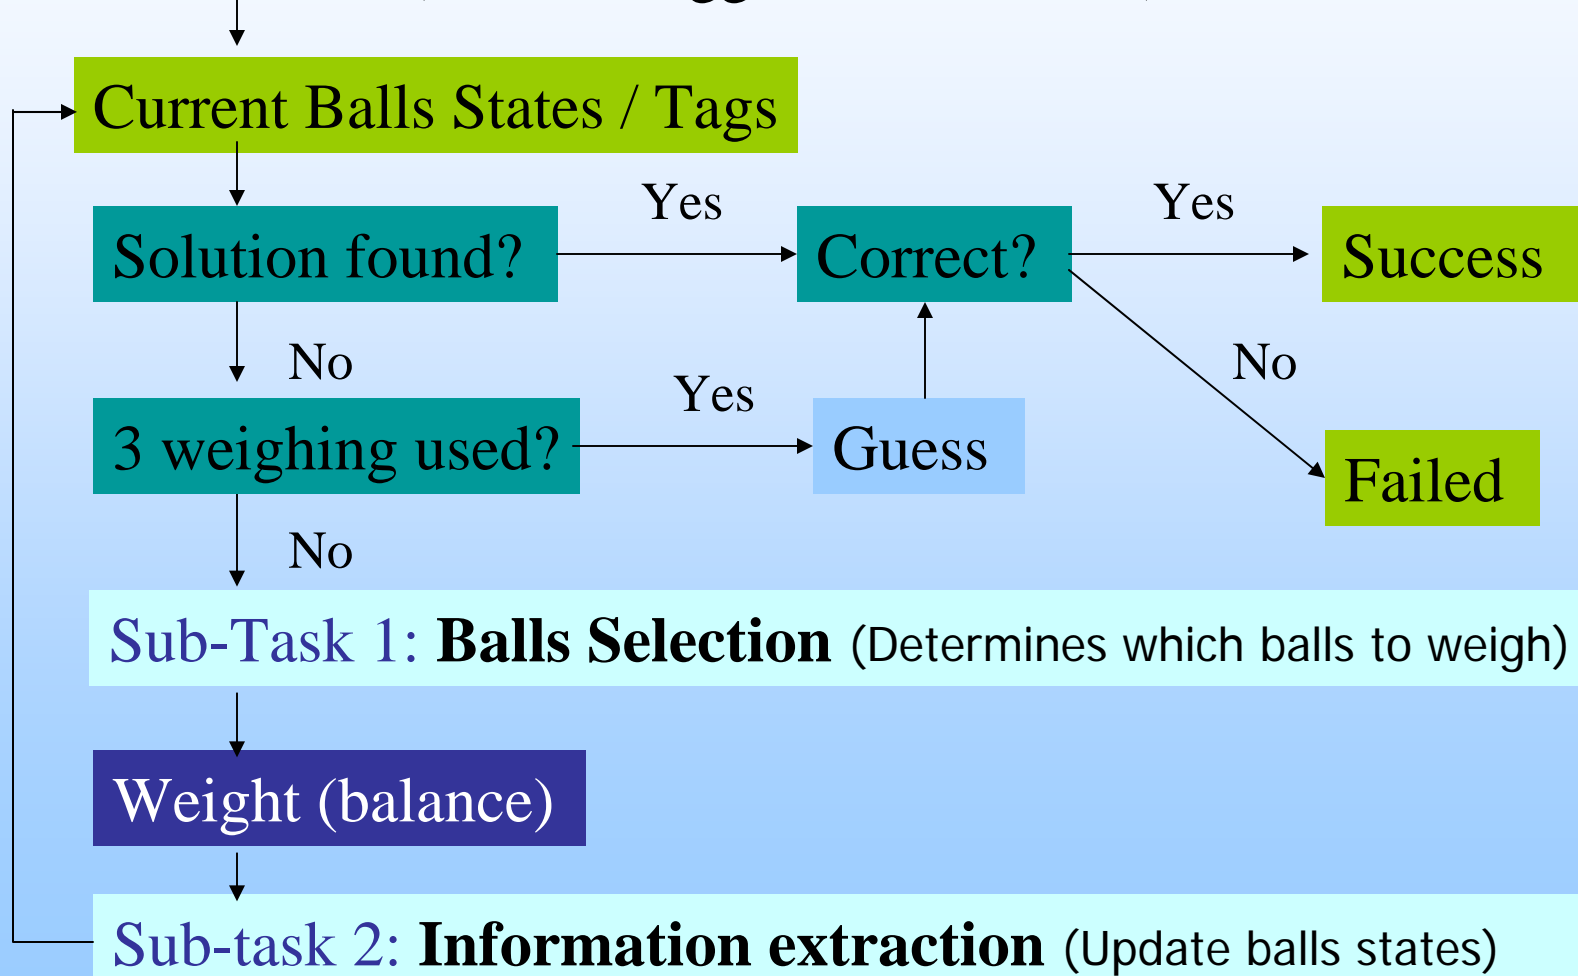 Current Balls States / Tags
Yes
Yes
Solution found?
Correct?
Success
No
No
Yes
3 weighing used?
Guess
Failed
No
Sub-Task 1: Balls Selection (Determines which balls to weigh)
Weight (balance)
Sub-task 2: Information extraction (Update balls states)